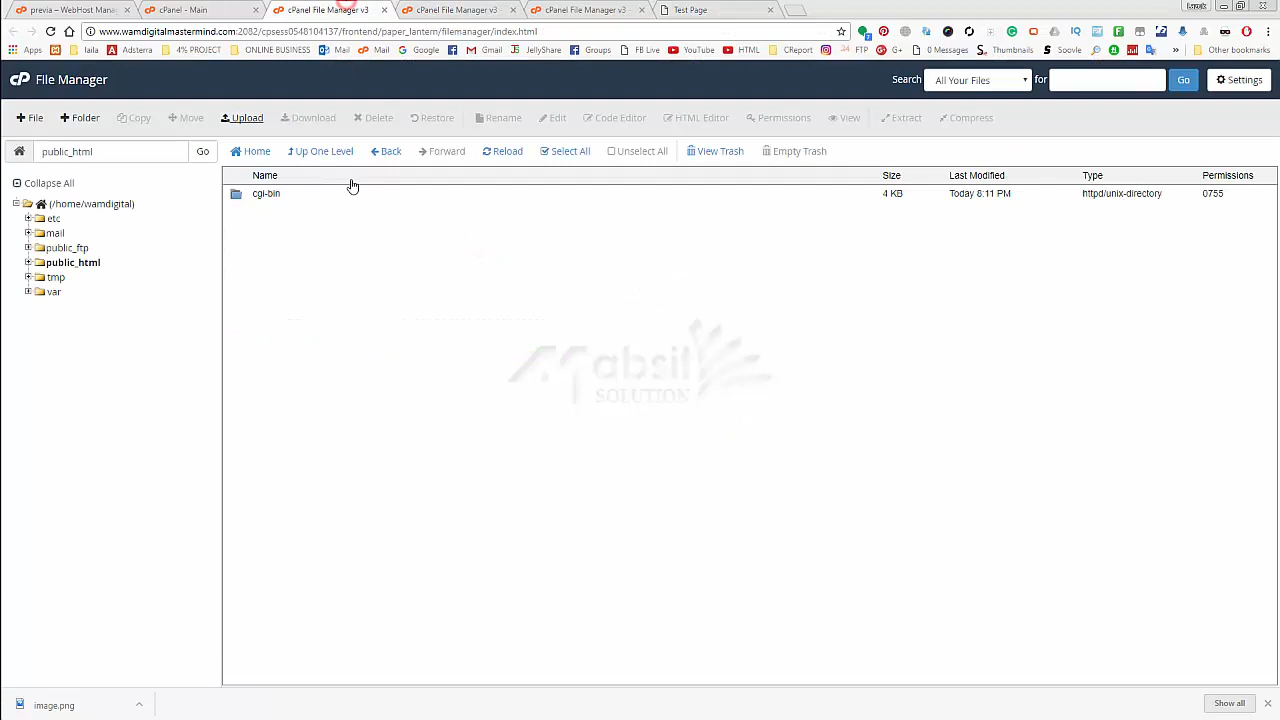 previa – WebHost Mana
cPanel - Main
cPanel File Manager v3
cPanel File Manager v3
cPanel File Manager v3
Test Page
www.wamdigitalmastermind.com:2082/cpsess0548104137/frontend/paper_lantern/filemanager/index.html
Apps
laila
Adsterra
4% PROJECT
ONLINE BUSINESS
Mail
Mail
Google
Gmail
JellyShare
Groups
FB Live
YouTube
HTML
CReport
G+
0 Messages
Thumbnails
Soovle
FTP
YouTube
Other bookmarks
cP File Manager
Search
All Your Files
for
Go
Settings
File
Folder
Copy
Move
Upload
Download
Delete
Restore
Rename
Edit
Code Editor
HTML Editor
Permissions
View
Extract
Compress
public_html
Go
Home
Up One Level
Back
Forward
Reload
Select All
Unselect All
View Trash
Empty Trash
Collapse All
(/home/wamdigital)
etc
mail
public_ftp
public_html
tmp
var
Name Size Last Modified Type Permissions
cgi-bin 4 KB Today 8:11 PM httpd/unix-directory 0755
Mabsil
SOLUTION
image.png
Show all